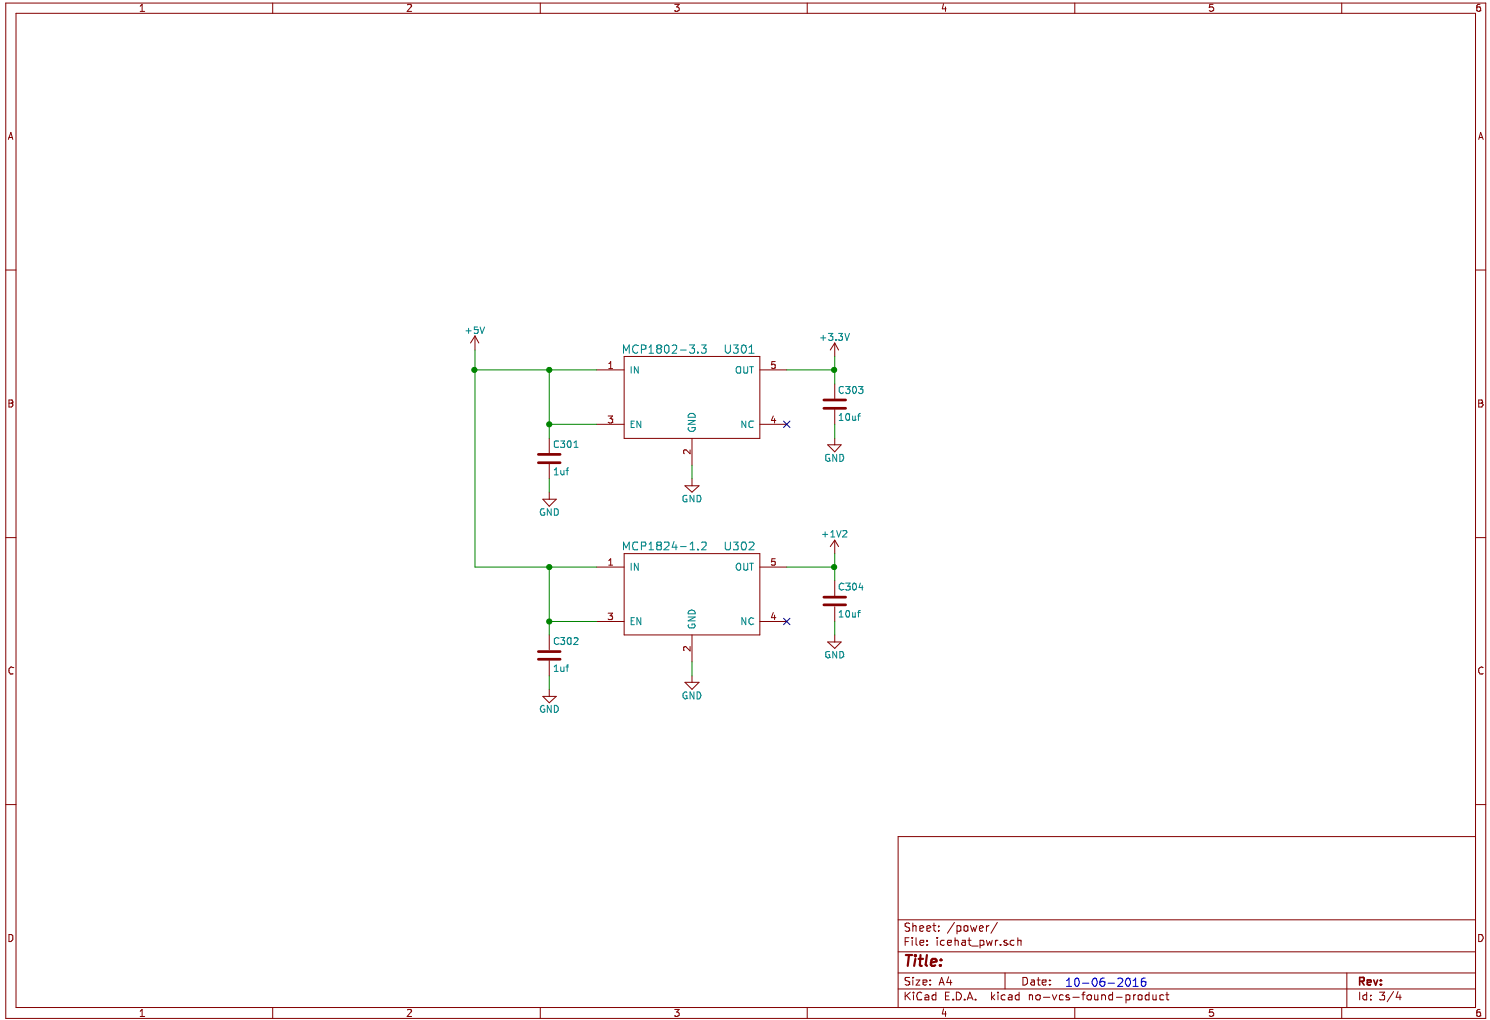 1 2 3 4 5 6
A A
+5V
+3.3V
MCP1802-3.3 U301
1 IN OUT 5
C303
B B
10uf
3 EN GND NC 4
C301
2
GND
1uf
GND
GND
+1V2
MCP1824-1.2 U302
1 IN OUT 5
C304
10uf
3 EN GND NC 4
C302
2
GND
1uf
C C
GND
GND
Sheet: /power/
File: icehat_pwr.sch
D D
Title:
Size: A4 Date: 10-06-2016 Rev:
KiCad E.D.A. kicad no-vcs-found-product Id: 3/4
1 2 3 4 5 6